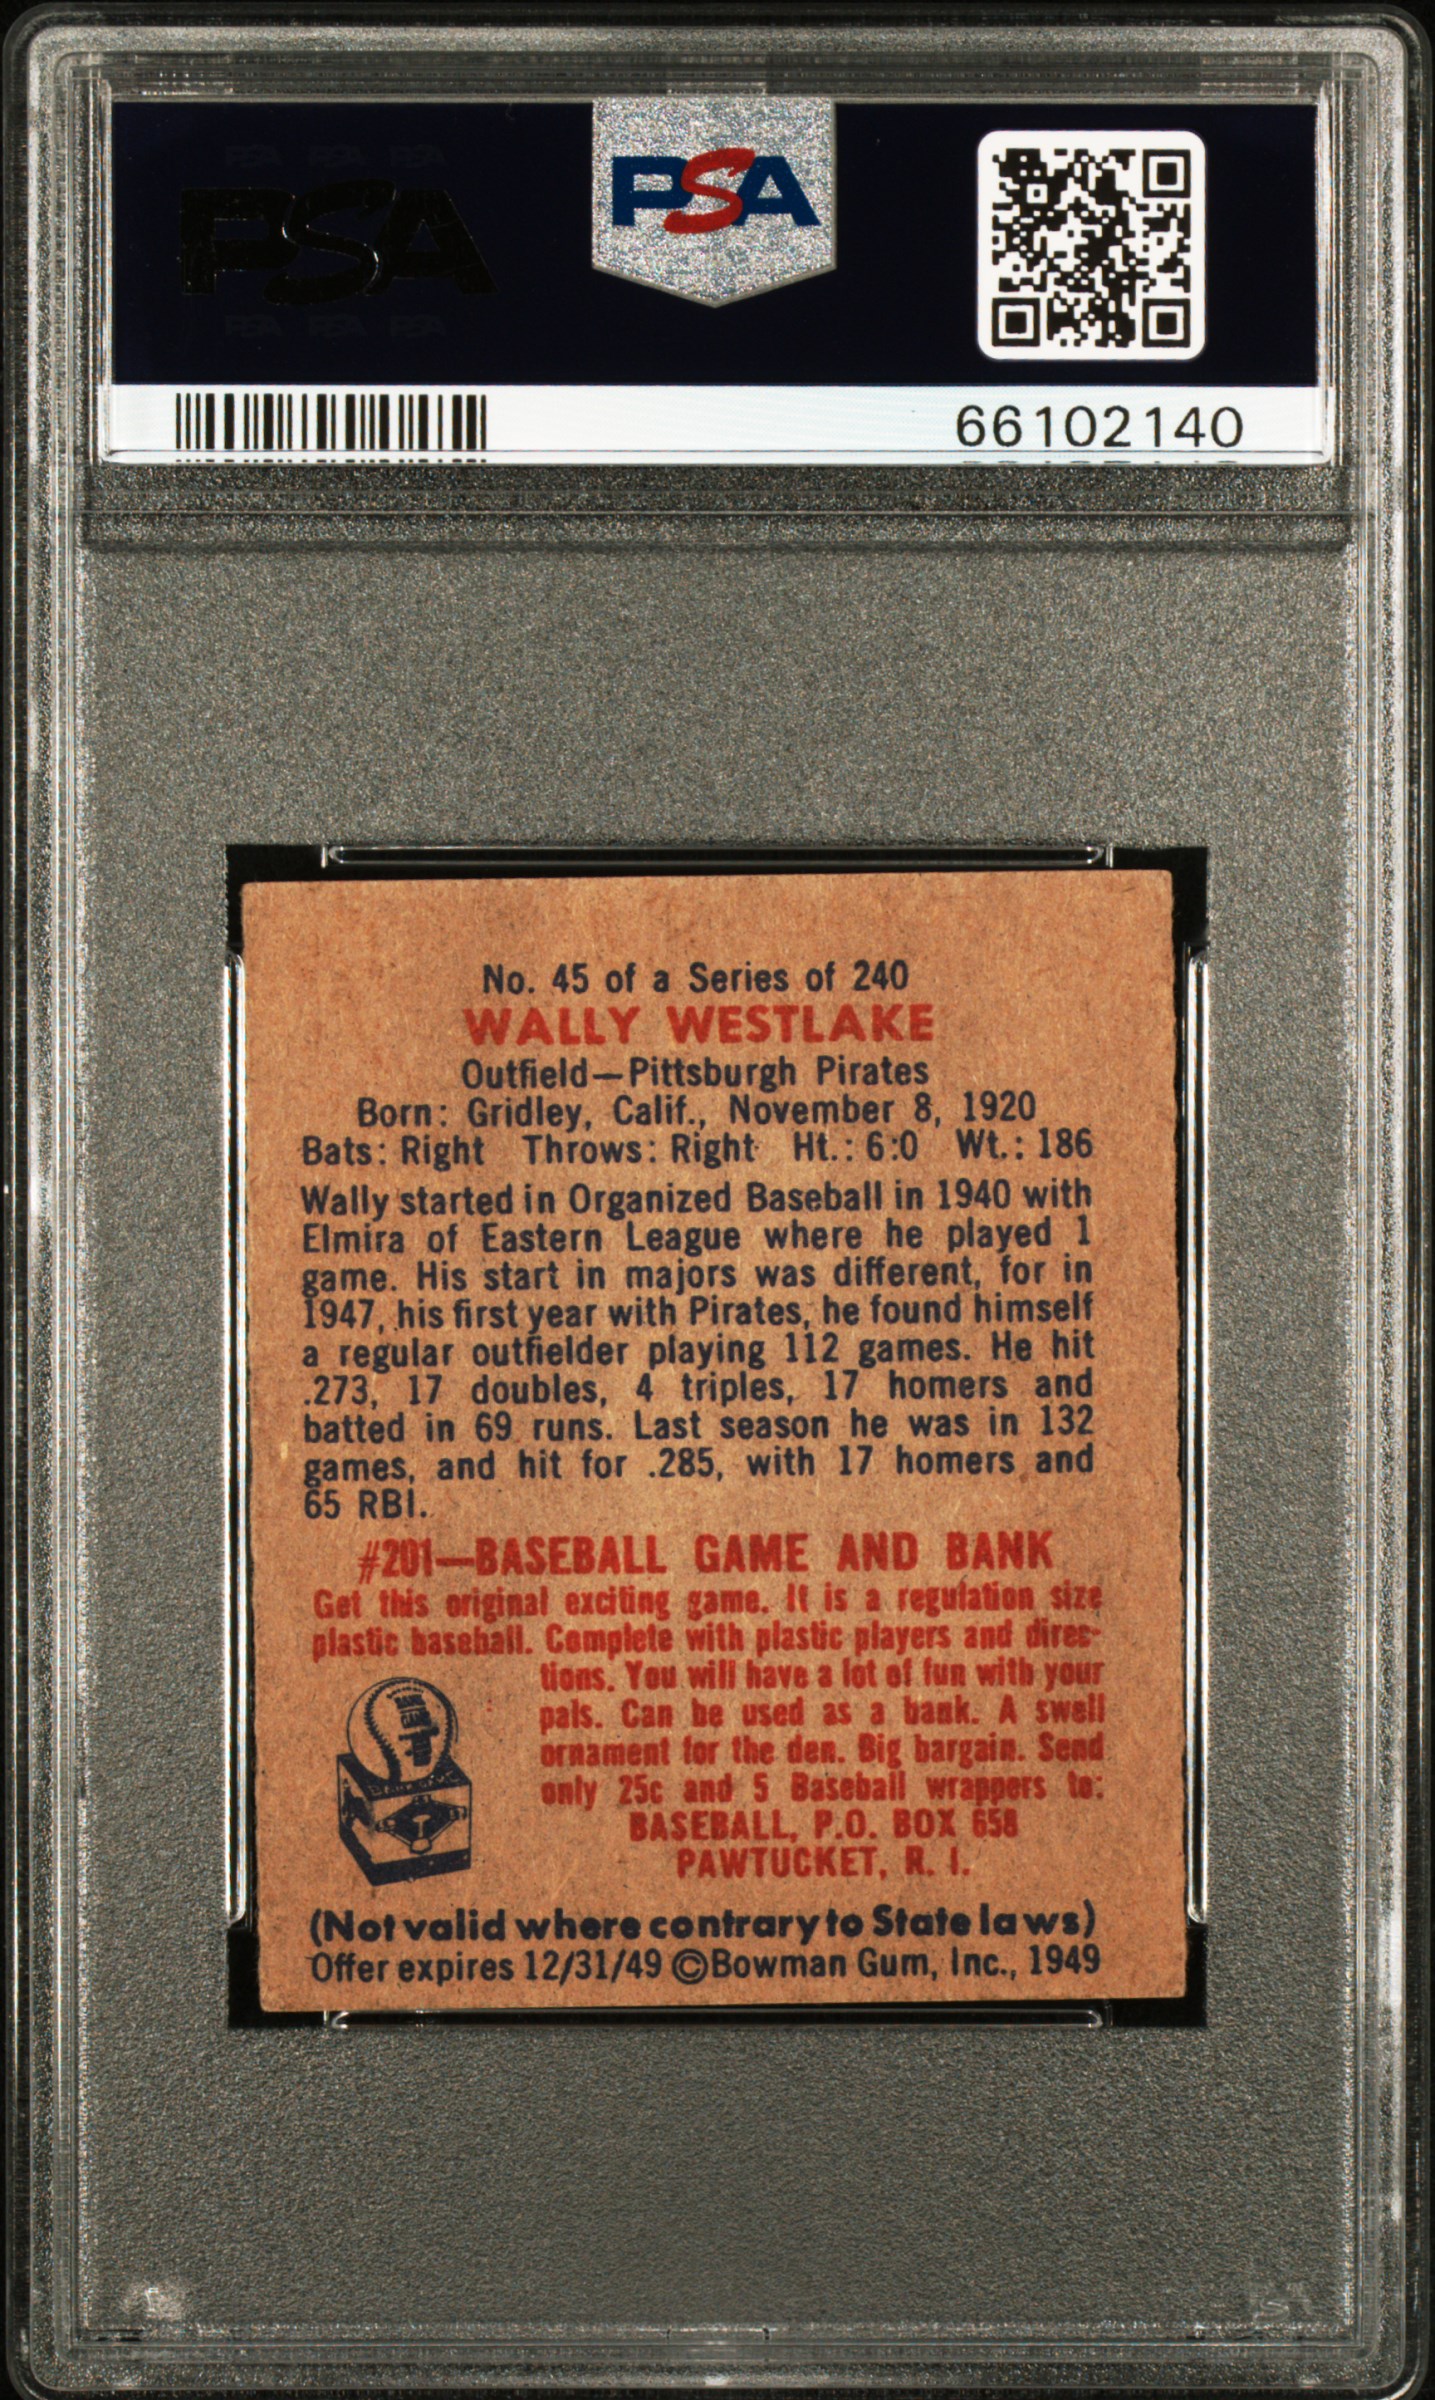 PSA PSA PSA
PSA
PSA PSA PSA
PSA
66102140
No. 45 of a Series of 240
WALLY WESTLAKE
Outfield—Pittsburgh Pirates
Born: Gridley, Calif., November 8, 1920
Bats: Right Throws: Right Ht.: 6:0 Wt.: 186
Wally started in Organized Baseball in 1940 with
Elmira of Eastern League where he played 1
game. His start in majors was different, for in
1947, his first year with Pirates, he found himself
a regular outfielder playing 112 games. He hit
.273, 17 doubles, 4 triples, 17 homers and
batted in 69 runs. Last season he was in 132
games, and hit for .285, with 17 homers and
65 RBI.
#201—BASEBALL GAME AND BANK
Get this original exciting game. It is a regulation size
plastic baseball. Complete with plastic players and direc-
tions. You will have a lot of fun with your
pals. Can be used as a bank. A swell
ornament for the den. Big bargain. Send
only 25c and 5 Baseball wrappers to:
BASEBALL, P.O. BOX 658
PAWTUCKET, R. I.
(Not valid where contrary to State laws)
Offer expires 12/31/49 ©Bowman Gum, Inc., 1949